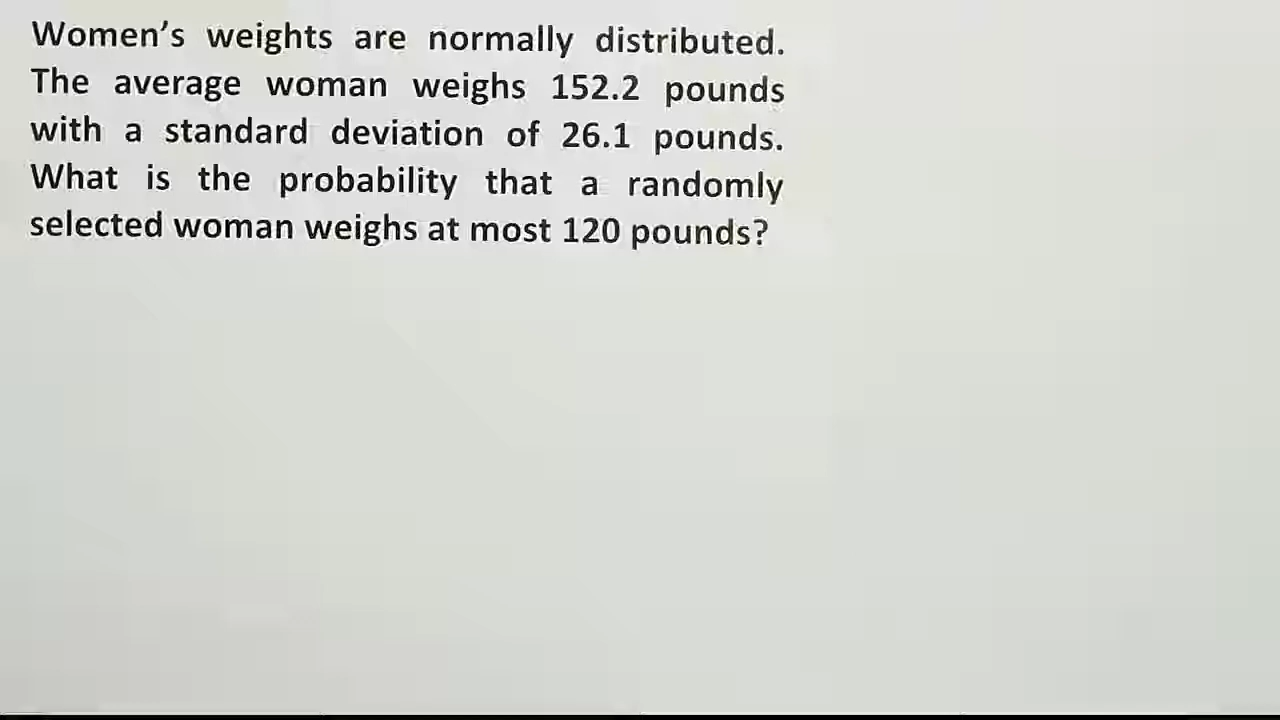 Women’s weights are normally distributed.
The average woman weighs 152.2 pounds
with a standard deviation of 26.1 pounds.
What is the probability that a randomly
selected woman weighs at most 120 pounds?